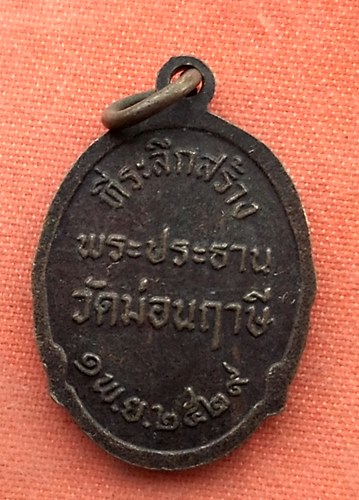 ที่ระลึกสร้าง
พระประธาน
วัดม่อนฤาษี
๑ พ.ย. ๒๕๒๙